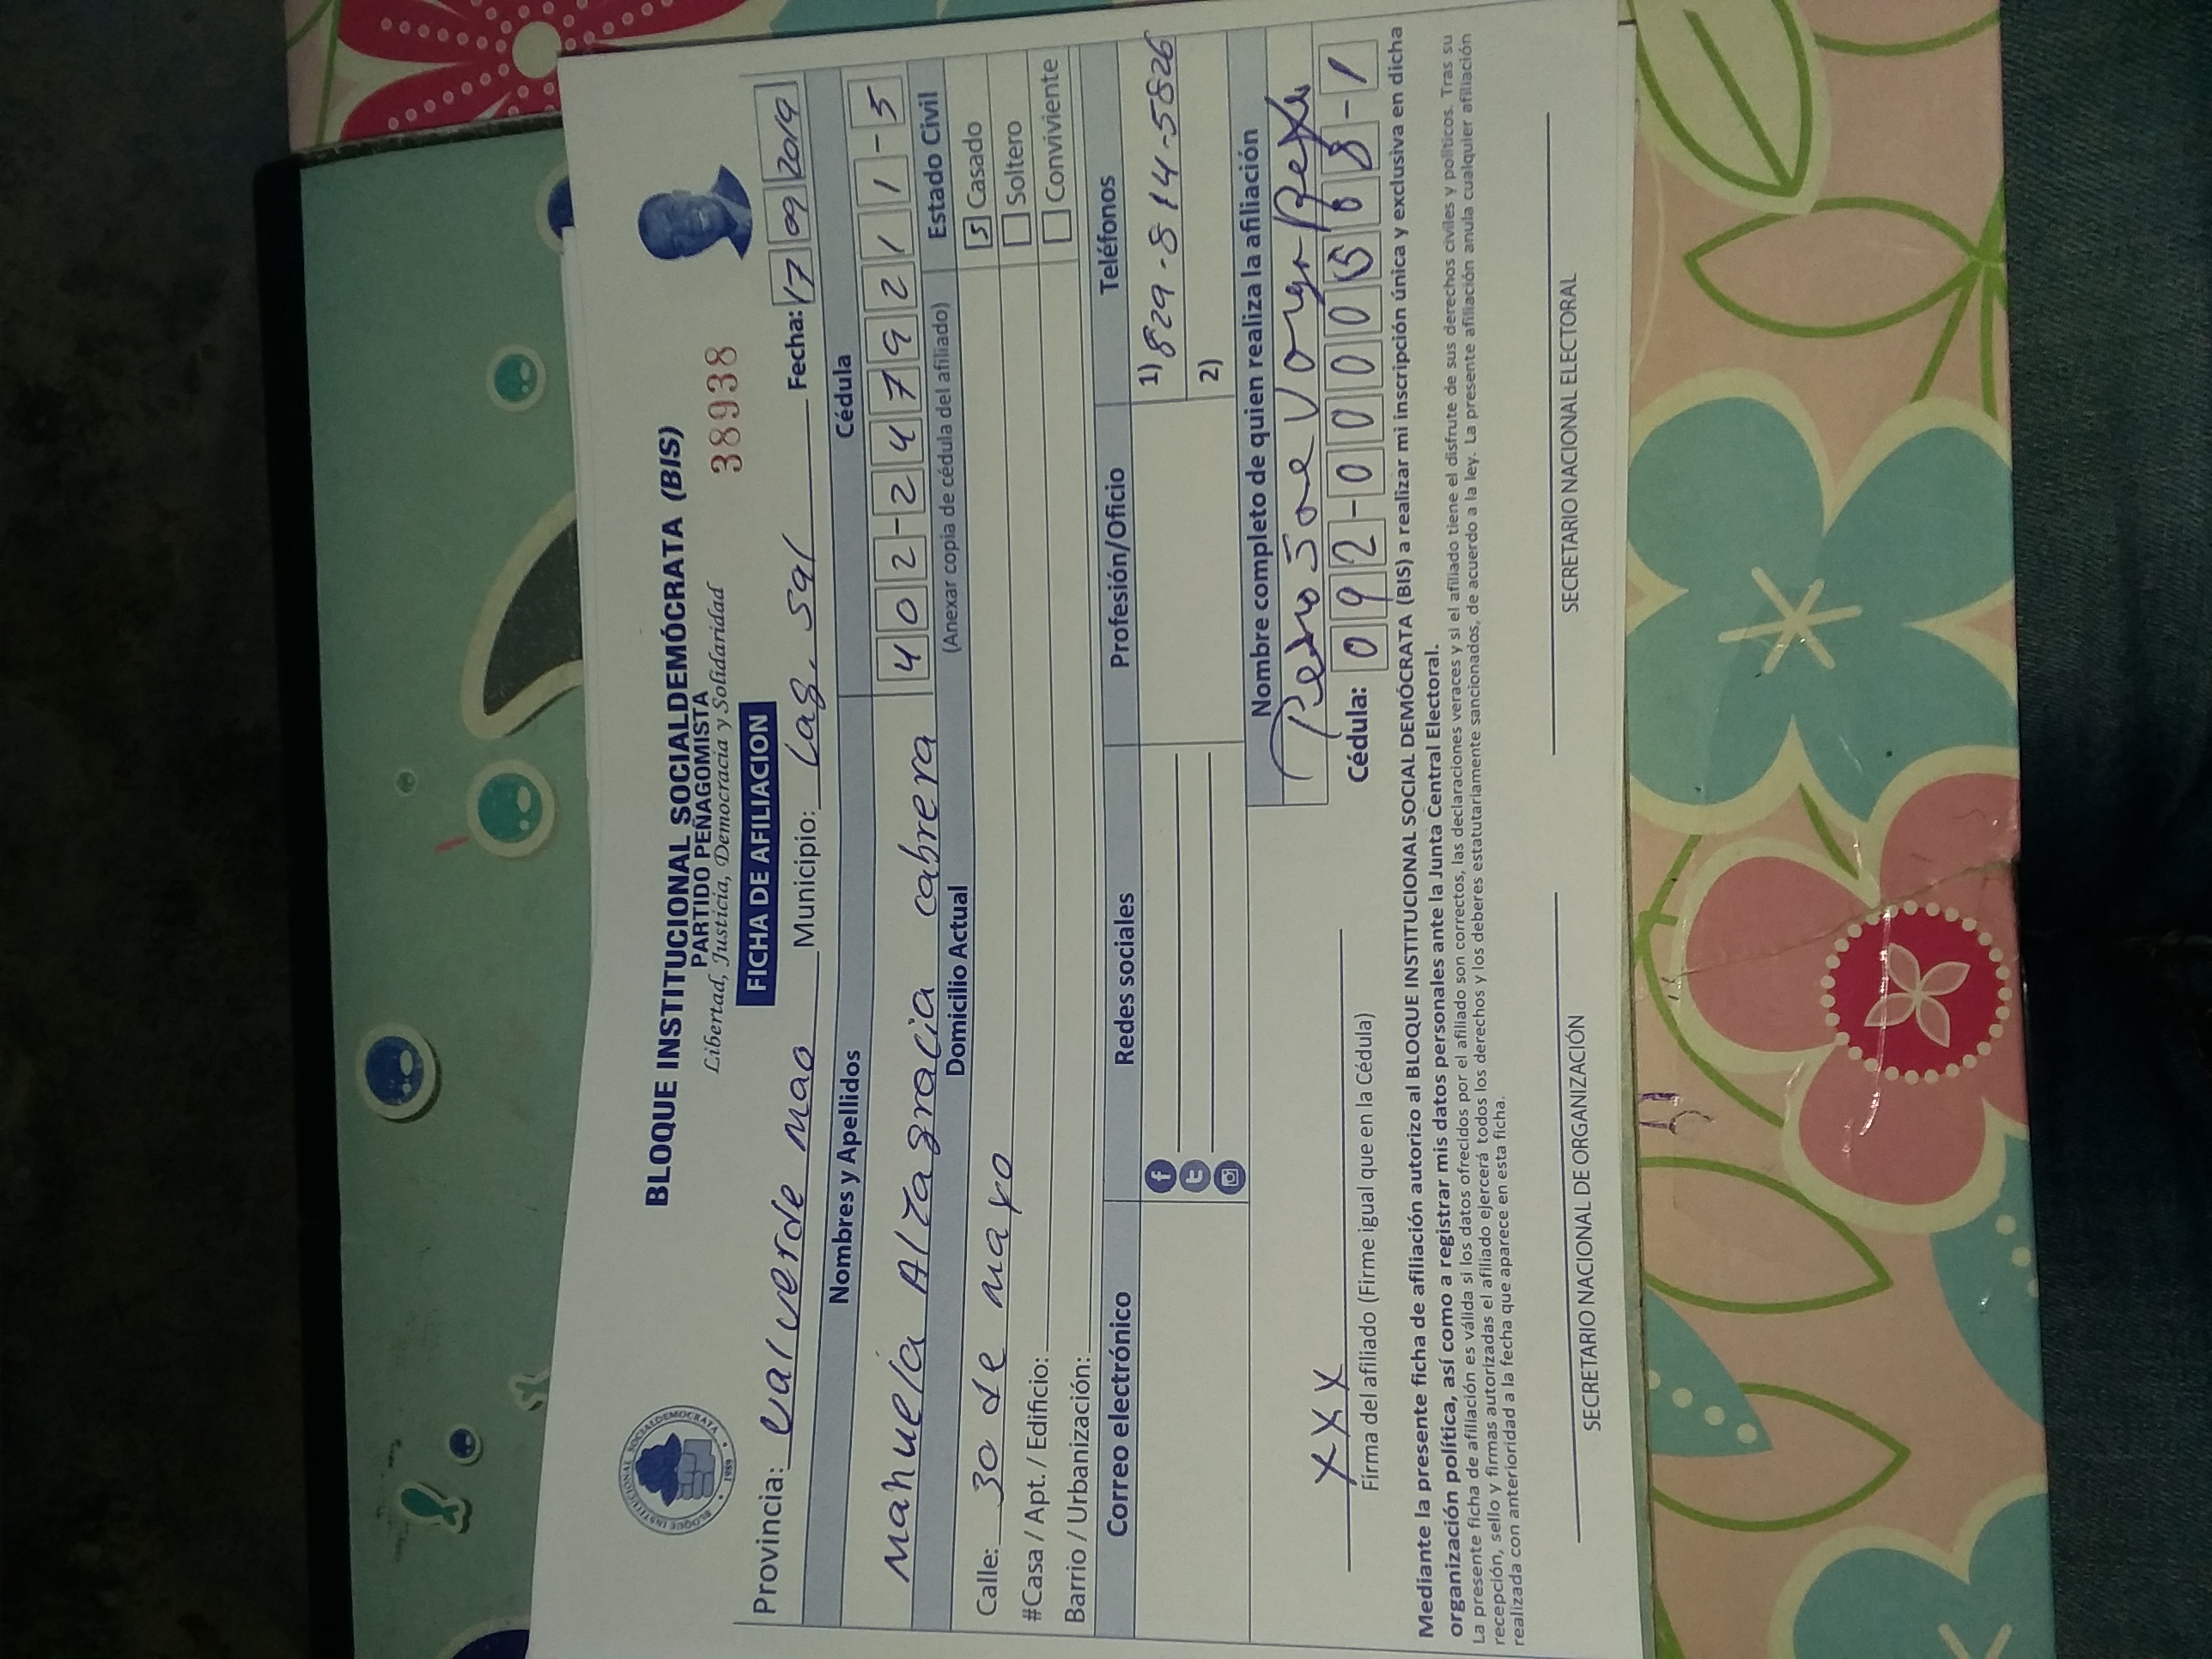 BLOQUE INSTITUCIONAL SOCIALDEMÓCRATA (BIS)
PARTIDO PEÑAGOMISTA
Libertad, Justicia, Democracia y Solidaridad
38938
FICHA DE AFILIACION
Provincia: Valverde mao Municipio: Lag. Sal Fecha: 17 09 2019
Nombres y Apellidos Cédula
Manuela Altagracia cabrera 402-2479211-5
Domicilio Actual (Anexar copia de cédula del afiliado) Estado Civil
Calle: 30 de mayo Casado
#Casa / Apt. / Edificio: Soltero
Barrio / Urbanización: Conviviente
Correo electrónico Redes sociales Profesión/Oficio Teléfonos
1) 829-814-5826
2)
Nombre completo de quien realiza la afiliación
Jose
XXX
Cédula: 092-0000568-1
Firma del afiliado (Firme igual que en la Cédula)
Mediante la presente ficha de afiliación autorizo al BLOQUE INSTITUCIONAL SOCIAL DEMÓCRATA (BIS) a realizar mi inscripción única y exclusiva en dicha
organización política, así como a registrar mis datos personales ante la Junta Central Electoral.
La presente ficha de afiliación es válida si los datos ofrecidos por el afiliado son correctos, las declaraciones veraces y si el afiliado tiene el disfrute de sus derechos civiles y políticos. Tras su
recepción, sello y firmas autorizadas el afiliado ejercerá todos los derechos y los deberes estatutariamente sancionados, de acuerdo a la ley. La presente afiliación anula cualquier afiliación
realizada con anterioridad a la fecha que aparece en esta ficha.
SECRETARIO NACIONAL DE ORGANIZACIÓN SECRETARIO NACIONAL ELECTORAL